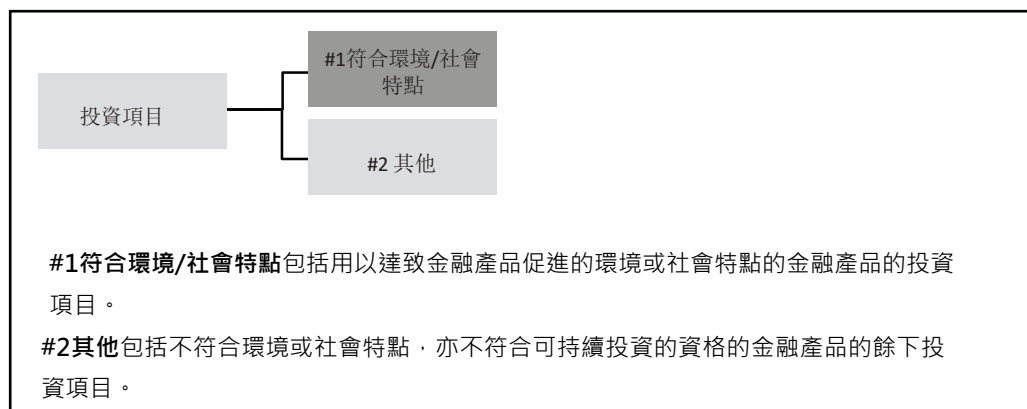 #1符合環境/社會
特點
投資項目
#2 其他
#1符合環境/社會特點包括用以達致金融產品促進的環境或社會特點的金融產品的投資
項目。
#2其他包括不符合環境或社會特點，亦不符合可持續投資的資格的金融產品的餘下投
資項目。